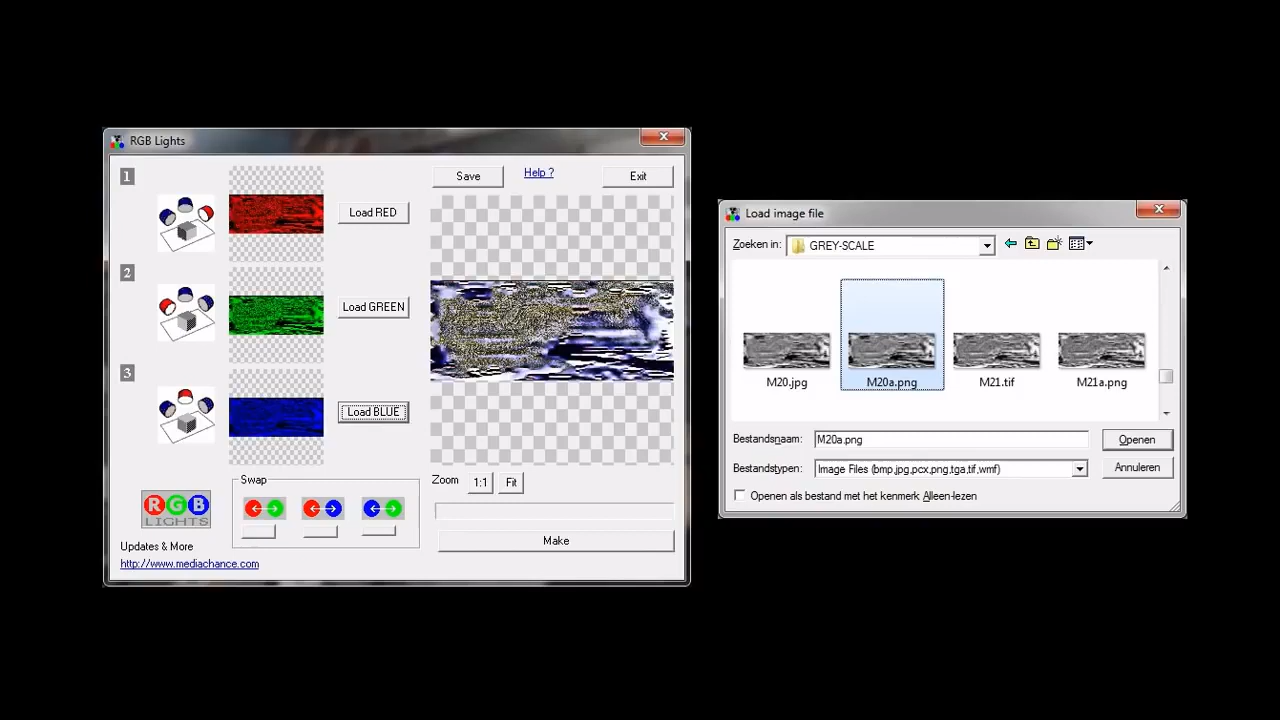 RGB Lights
1
Load RED
2
Load GREEN
3
Load BLUE
Save
Help ?
Exit
Zoom
1:1
Fit
Swap
RGB
LIGHTS
Updates & More
http://www.mediachance.com
Make
Load image file
Zoeken in:
GREY-SCALE
M20.jpg
M20a.png
M21.tif
M21a.png
Bestandsnaam:
M20a.png
Openen
Bestandstypen:
Image Files (bmp,jpg,pcx,png,tga,tif,wmf)
Annuleren
Openen als bestand met het kenmerk Alleen-lezen